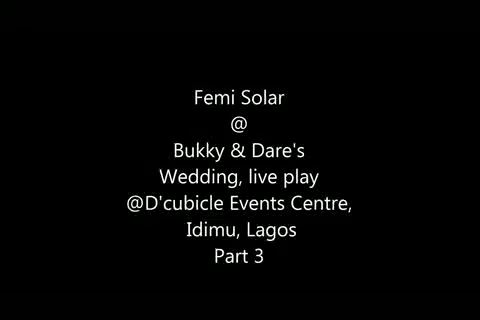 Femi Solar
@
Bukky & Dare's
Wedding, live play
@D'cubicle Events Centre,
Idimu, Lagos
Part 3